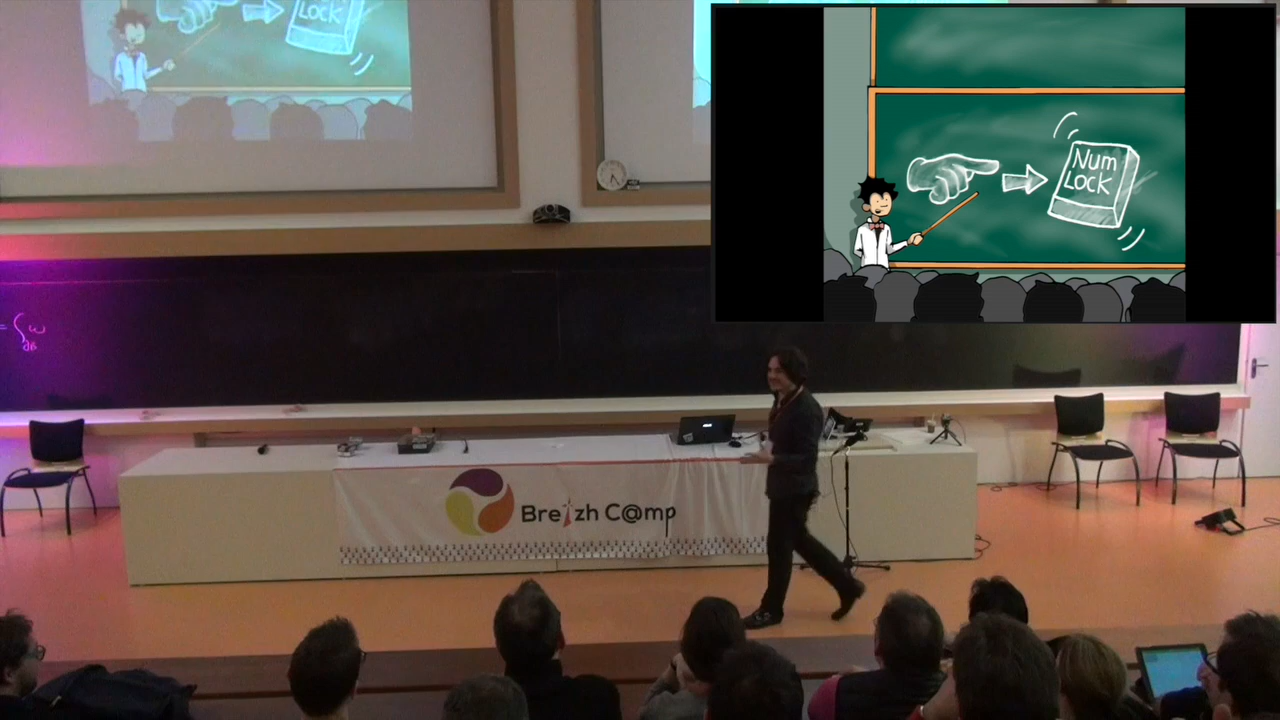 LOCK
Num
LOCK
= ∫ ω
∂B
Breizh C@mp